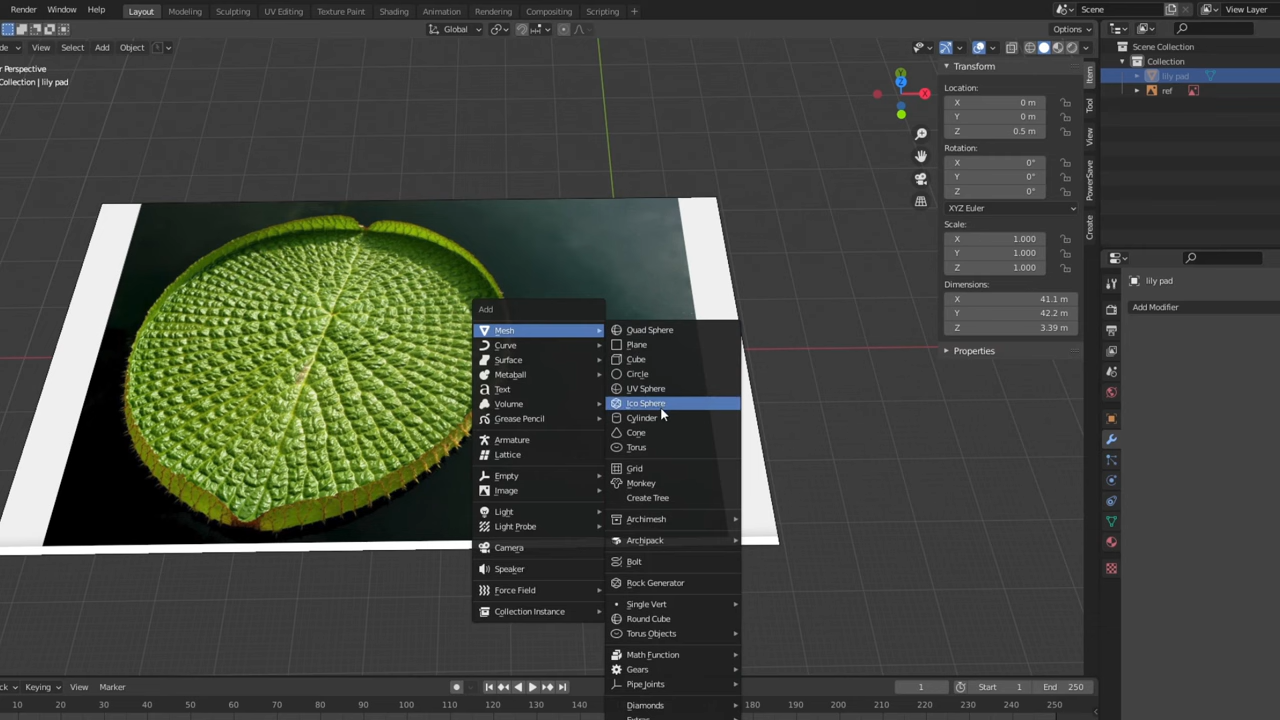 Render Window Help Layout Modeling Sculpting UV Editing Texture Paint Shading Animation Rendering Compositing Scripting + Scene View Layer
Global Options
View Select Add Object
Perspective
Collection | lily pad
Scene Collection
Collection
lily pad
ref
Transform
Location:
X 0 m
Y 0 m
Z 0.5 m
Rotation:
X 0°
Y 0°
Z 0°
XYZ Euler
Scale:
X 1.000
Y 1.000
Z 1.000
Dimensions:
X 41.1 m
Y 42.2 m
Z 3.39 m
Properties
Item
Tool
View
PowerSave
Create
lily pad
Add Modifier
Add
Mesh
Curve
Surface
Metaball
Text
Volume
Grease Pencil
Armature
Lattice
Empty
Image
Light
Light Probe
Camera
Speaker
Force Field
Collection Instance
Quad Sphere
Plane
Cube
Circle
UV Sphere
Ico Sphere
Cylinder
Cone
Torus
Grid
Monkey
Create Tree
Archimesh
Archipack
Bolt
Rock Generator
Single Vert
Round Cube
Torus Objects
Math Function
Gears
Pipe Joints
Diamonds
Keying View Marker 1 Start 1 End 250
10 20 30 40 50 60 70 80 90 100 110 120 130 140 150 180 190 200 210 220 230 240 250